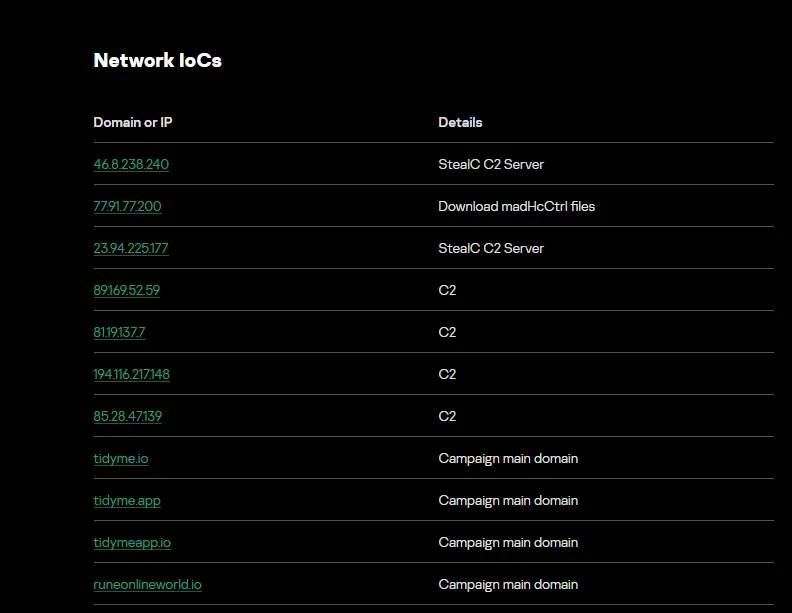 Network IoCs
Domain or IP Details
46.8.238.240 StealC C2 Server
77.91.77.200 Download madHcCtrl files
23.94.225.177 StealC C2 Server
89.169.52.59 C2
81.19.137.7 C2
194.116.217.148 C2
85.28.47.139 C2
tidyme.io Campaign main domain
tidyme.app Campaign main domain
tidymeapp.io Campaign main domain
runeonlineworld.io Campaign main domain